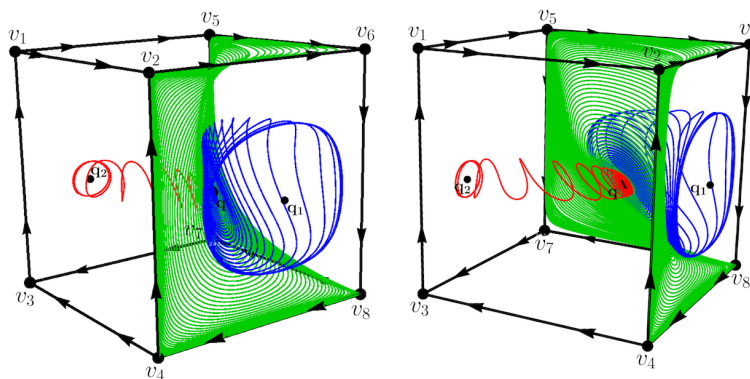 v₁ v₅ v₆
v₂
q₂
q q₁
v₇
v₃ v₈
v₄
v₁ v₅
v₂
q₂ q q₁
v₇ v₈
v₃
v₄